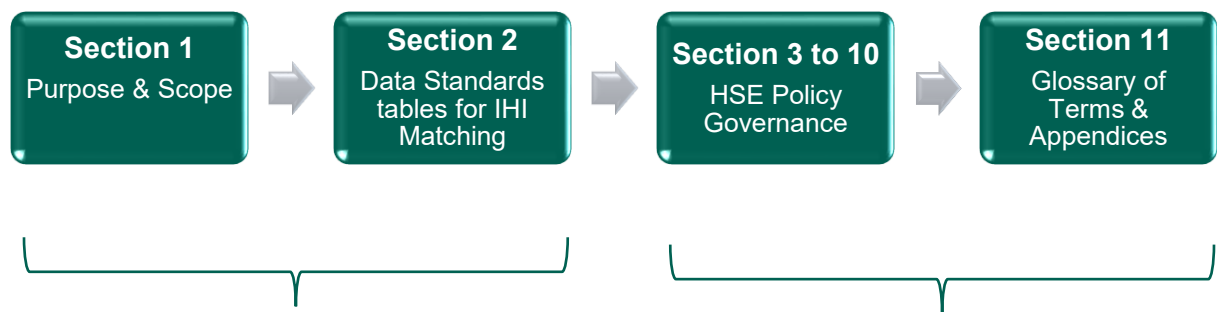 Section 1
Purpose & Scope
Section 2
Data Standards
tables for IHI
Matching
Section 3 to 10
HSE Policy
Governance
Section 11
Glossary of
Terms &
Appendices